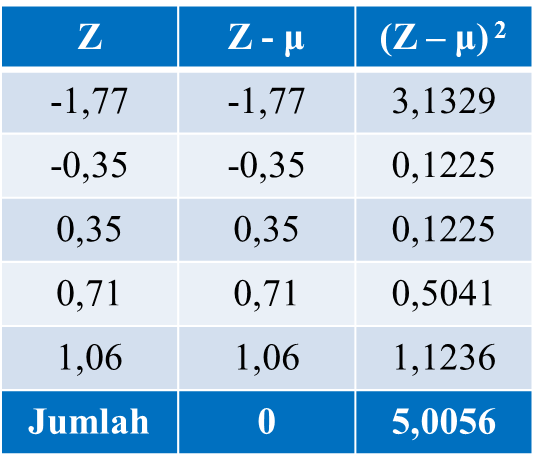 Z Z - μ (Z – μ)²
-1,77 -1,77 3,1329
-0,35 -0,35 0,1225
0,35 0,35 0,1225
0,71 0,71 0,5041
1,06 1,06 1,1236
Jumlah 0 5,0056